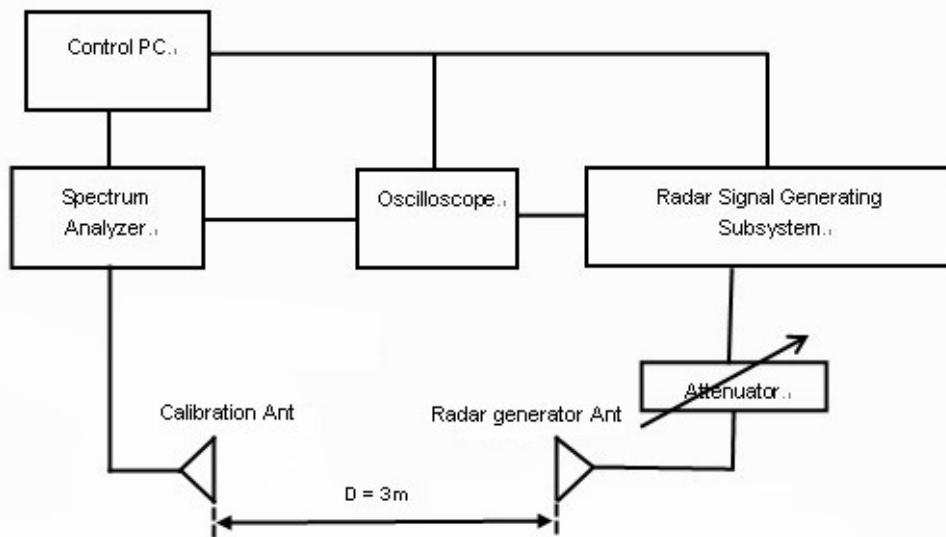 Control PC.
Spectrum
Analyzer.
Oscilloscope.
Radar Signal Generating
Subsystem.
Attenuator.
Calibration Ant
Radar generator Ant
D = 3m